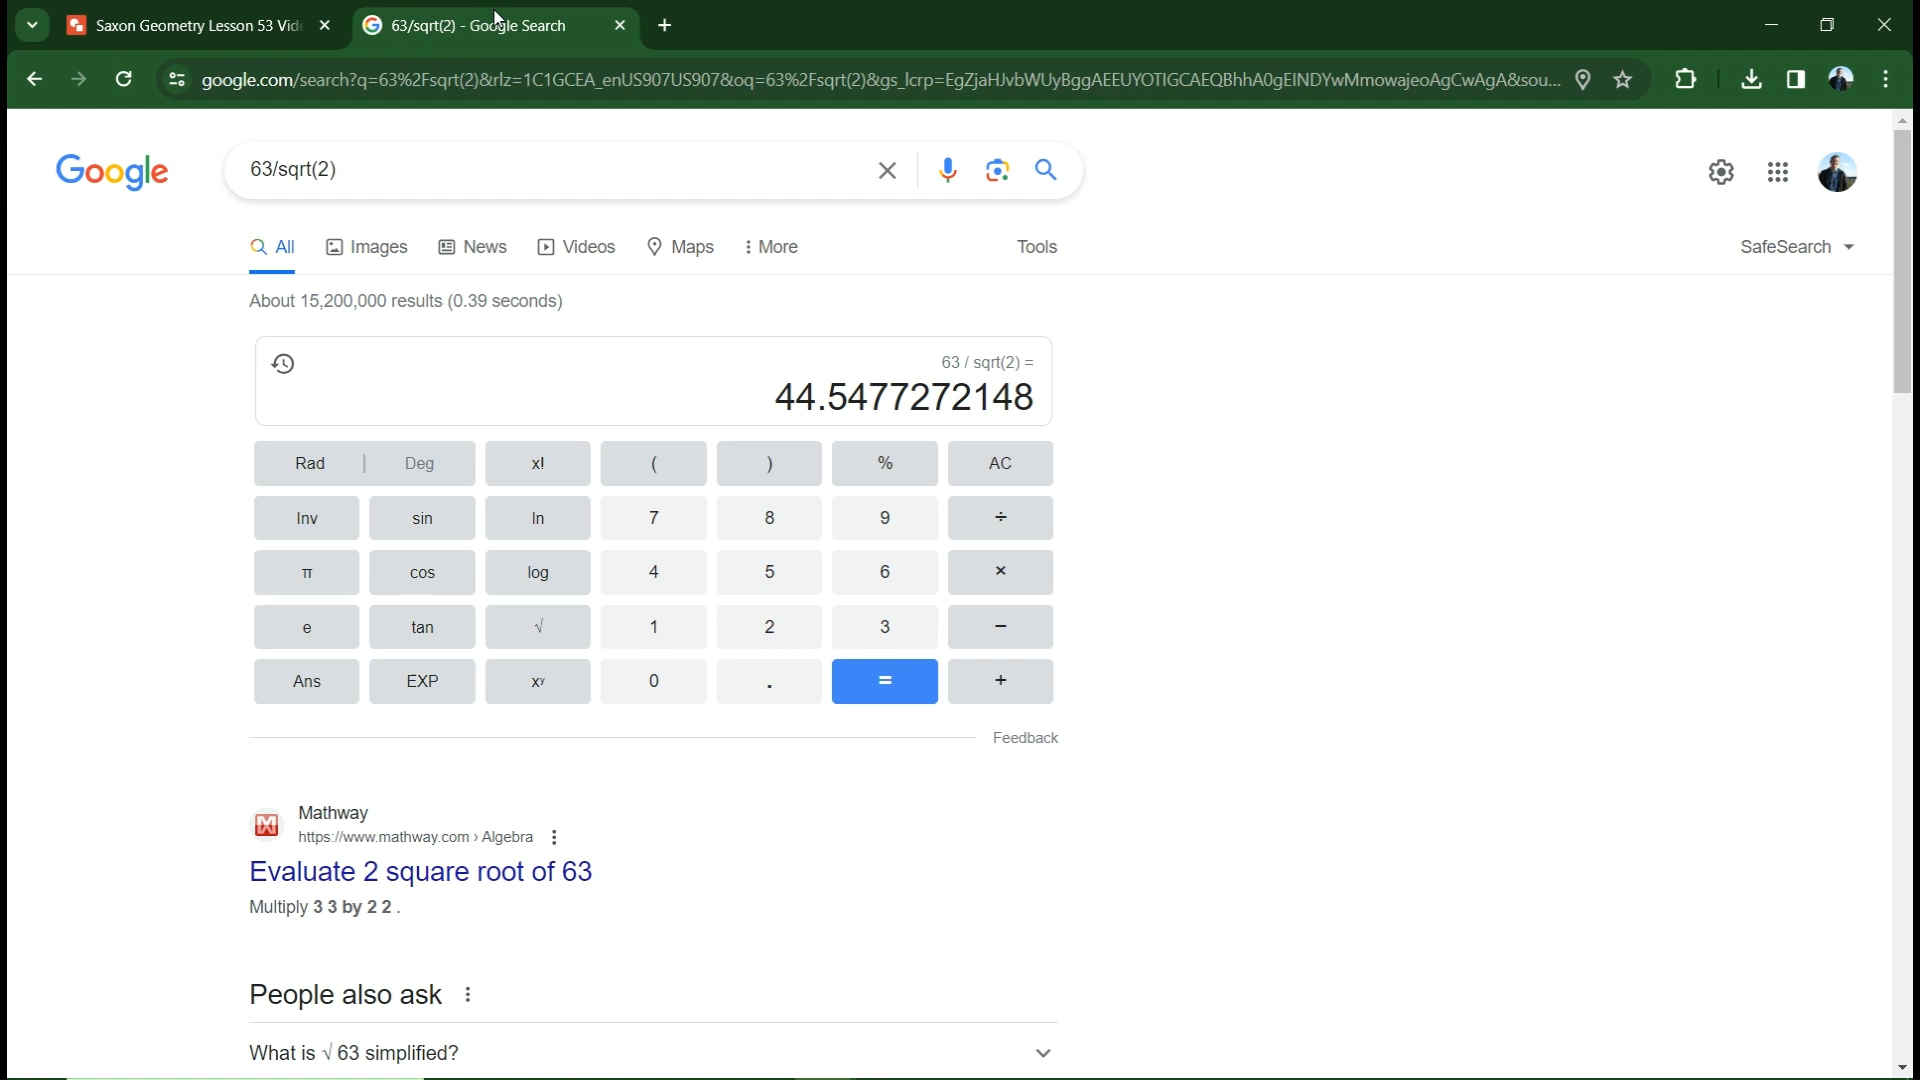 Saxon Geometry Lesson 53 Vid
63/sqrt(2) - Google Search
google.com/search?q=63%2Fsqrt(2)&rlz=1C1GCEA_enUS907US907&oq=63%2Fsqrt(2)&gs_lcrp=EgZjaHJvbWUyBggAEEUYOTIGCAEQBhhA0gEINDYwMmowajeoAgCwAgA&sou...
Google
63/sqrt(2)
All Images News Videos Maps More Tools SafeSearch
About 15,200,000 results (0.39 seconds)
63 / sqrt(2) =
44.5477272148
Rad | Deg x! ( ) % AC
Inv sin ln 7 8 9 ÷
π cos log 4 5 6 ×
e tan √ 1 2 3 −
Ans EXP xʸ 0 . = +
Feedback
Mathway
https://www.mathway.com › Algebra
Evaluate 2 square root of 63
Multiply 3 3 by 2 2 .
People also ask
What is √ 63 simplified?